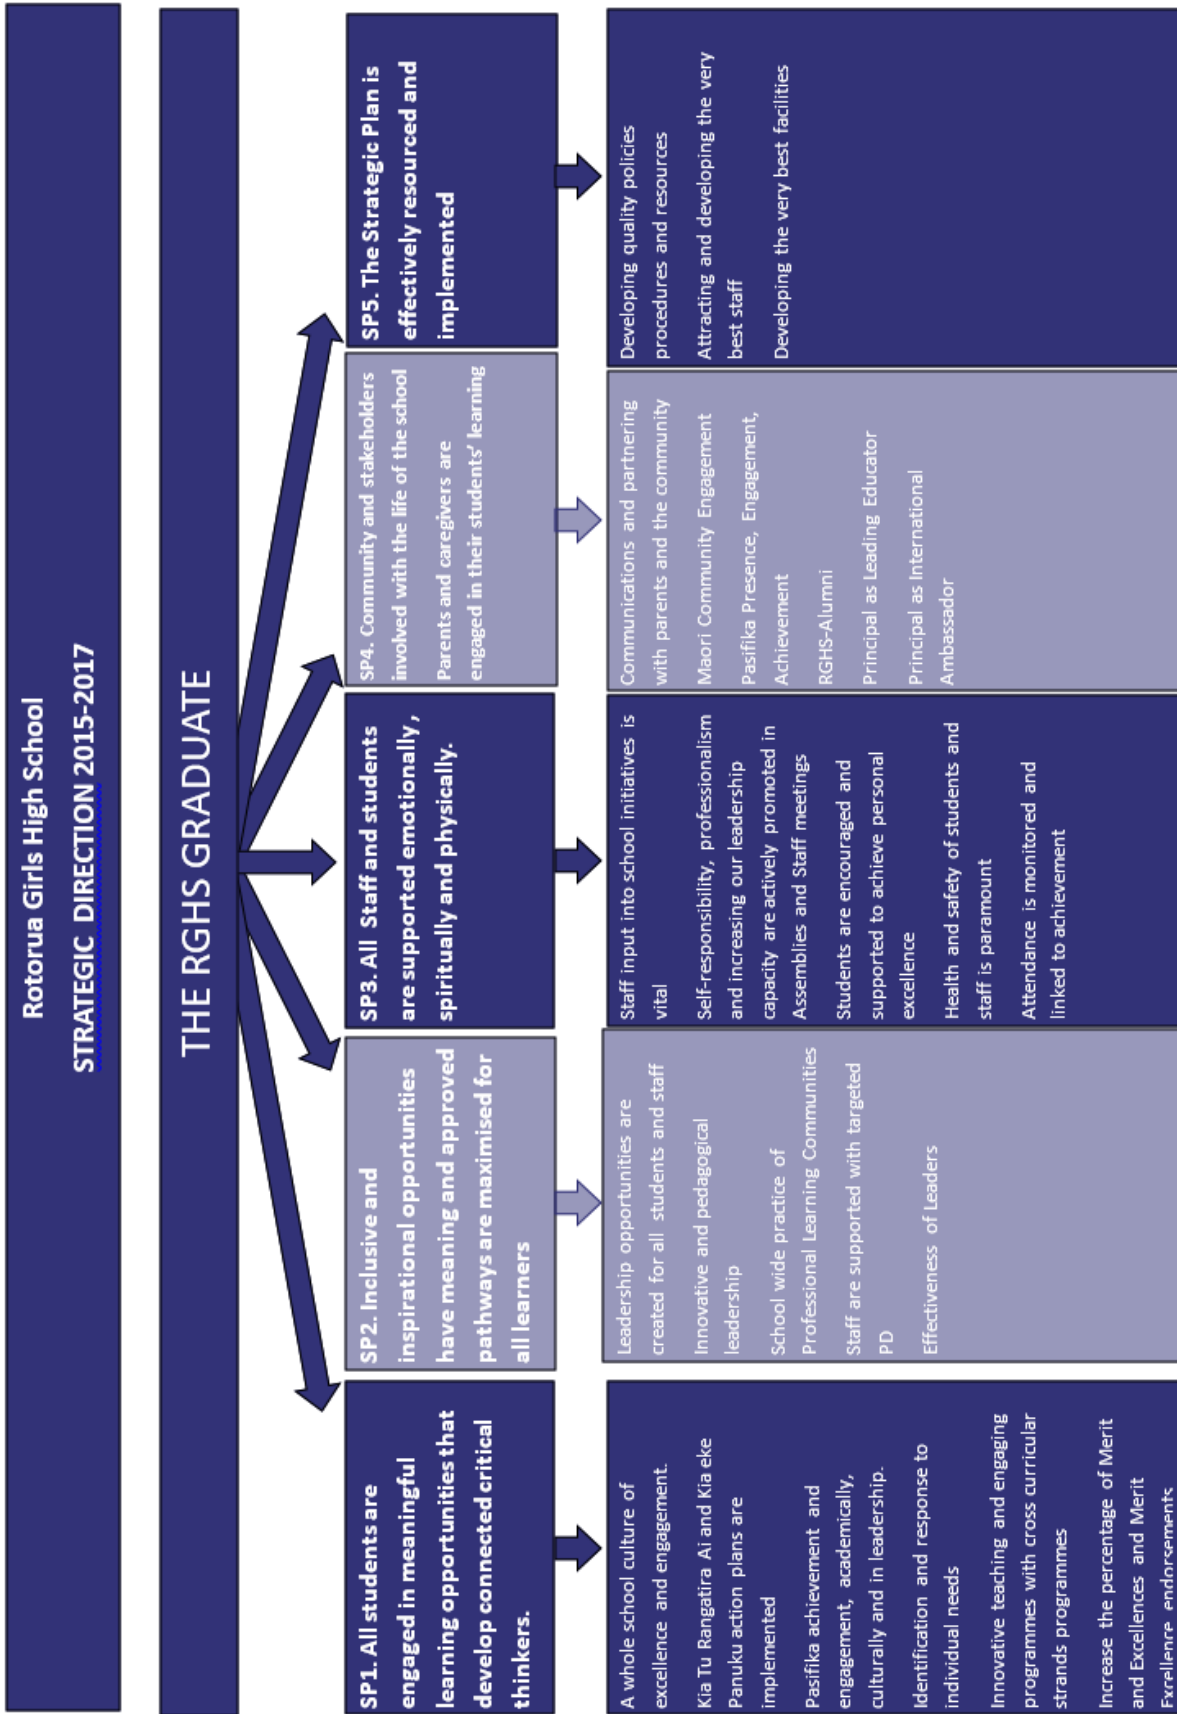 Rotorua Girls High School
STRATEGIC DIRECTION 2015-2017
THE RGHS GRADUATE
SP1. All students are
engaged in meaningful
learning opportunities that
develop connected critical
thinkers.
SP2. Inclusive and
inspirational opportunities
have meaning and approved
pathways are maximised for
all learners
SP3. All Staff and students
are supported emotionally,
spiritually and physically.
SP4. Community and stakeholders
involved with the life of the school
Parents and caregivers are
engaged in their students' learning
SP5. The Strategic Plan is
effectively resourced and
implemented
A whole school culture of
excellence and engagement.
Kia Tu Rangatira Ai and Kia eke
Panuku action plans are
implemented
Pasifika achievement and
engagement, academically,
culturally and in leadership.
Identification and response to
individual needs
Innovative teaching and engaging
programmes with cross curricular
strands programmes
Increase the percentage of Merit
and Excellences and Merit
Excellence endorsements
Leadership opportunities are
created for all students and staff
Innovative and pedagogical
leadership
School wide practice of
Professional Learning Communities
Staff are supported with targeted
PD
Effectiveness of Leaders
Staff input into school initiatives is
vital
Self-responsibility, professionalism
and increasing our leadership
capacity are actively promoted in
Assemblies and Staff meetings
Students are encouraged and
supported to achieve personal
excellence
Health and safety of students and
staff is paramount
Attendance is monitored and
linked to achievement
Communications and partnering
with parents and the community
Maori Community Engagement
Pasifika Presence, Engagement,
Achievement
RGHS-Alumni
Principal as Leading Educator
Principal as International
Ambassador
Developing quality policies
procedures and resources
Attracting and developing the very
best staff
Developing the very best facilities